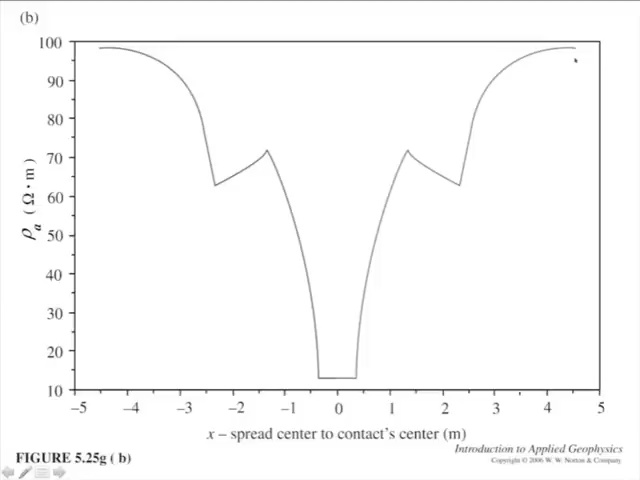 (b)
100
90
80
70
60
50
40
30
20
10
ρa (Ω·m)
–5 –4 –3 –2 –1 0 1 2 3 4 5
x – spread center to contact's center (m)
Introduction to Applied Geophysics
Copyright © 2006 W. W. Norton & Company
FIGURE 5.25g ( b)